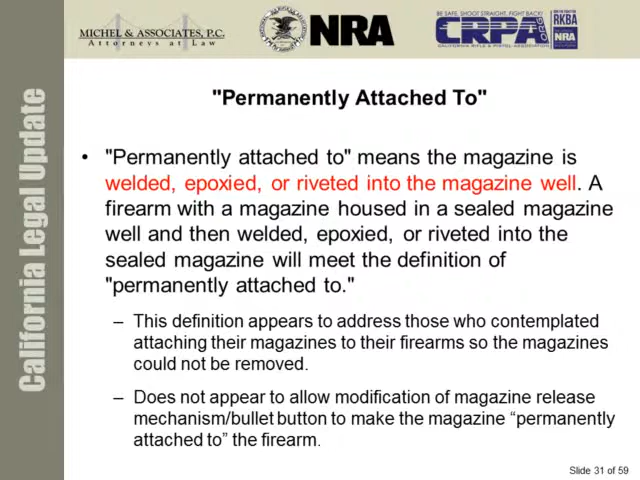 MICHEL & ASSOCIATES, P.C.
Attorneys at Law
NRA
BE SAFE, SHOOT STRAIGHT, FIGHT BACK!
CRPA.ORG
CALIFORNIA RIFLE & PISTOL ASSOCIATION
RKBA
NRA
California Legal Update
"Permanently Attached To"
• "Permanently attached to" means the magazine is
welded, epoxied, or riveted into the magazine well. A
firearm with a magazine housed in a sealed magazine
well and then welded, epoxied, or riveted into the
sealed magazine will meet the definition of
"permanently attached to."
– This definition appears to address those who contemplated
attaching their magazines to their firearms so the magazines
could not be removed.
– Does not appear to allow modification of magazine release
mechanism/bullet button to make the magazine “permanently
attached to” the firearm.
Slide 31 of 59